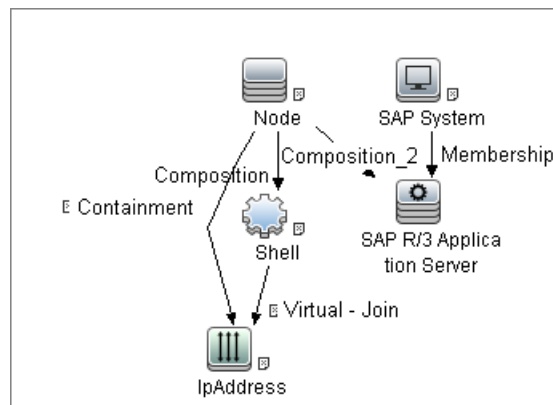 Node
SAP System
Composition
Composition_2
Membership
Containment
Shell
SAP R/3 Applica
tion Server
Virtual - Join
IpAddress